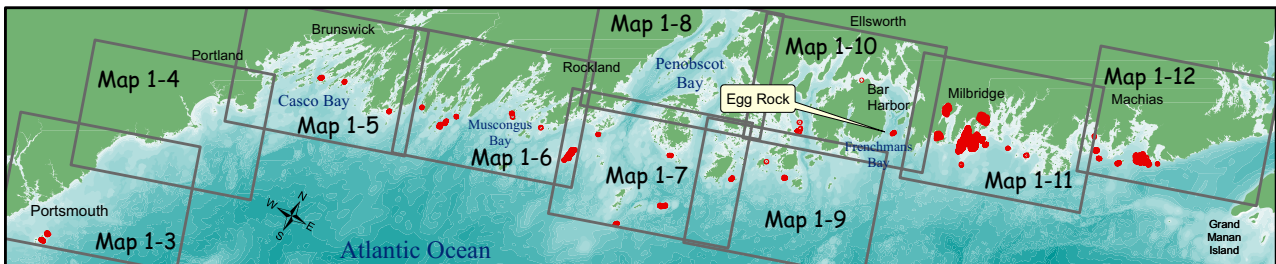 Map 1-8
Ellsworth
Brunswick
Map 1-10
Portland
Map 1-4
Rockland
Penobscot
Bay
Map 1-12
Egg Rock
Bar
Harbor
Milbridge
Machias
Casco Bay
Map 1-5
Muscongus
Bay
Map 1-6
Frenchmans
Bay
Map 1-7
Map 1-11
Portsmouth
Map 1-3
N
W
E
S
Map 1-9
Grand
Manan
Island
Atlantic Ocean